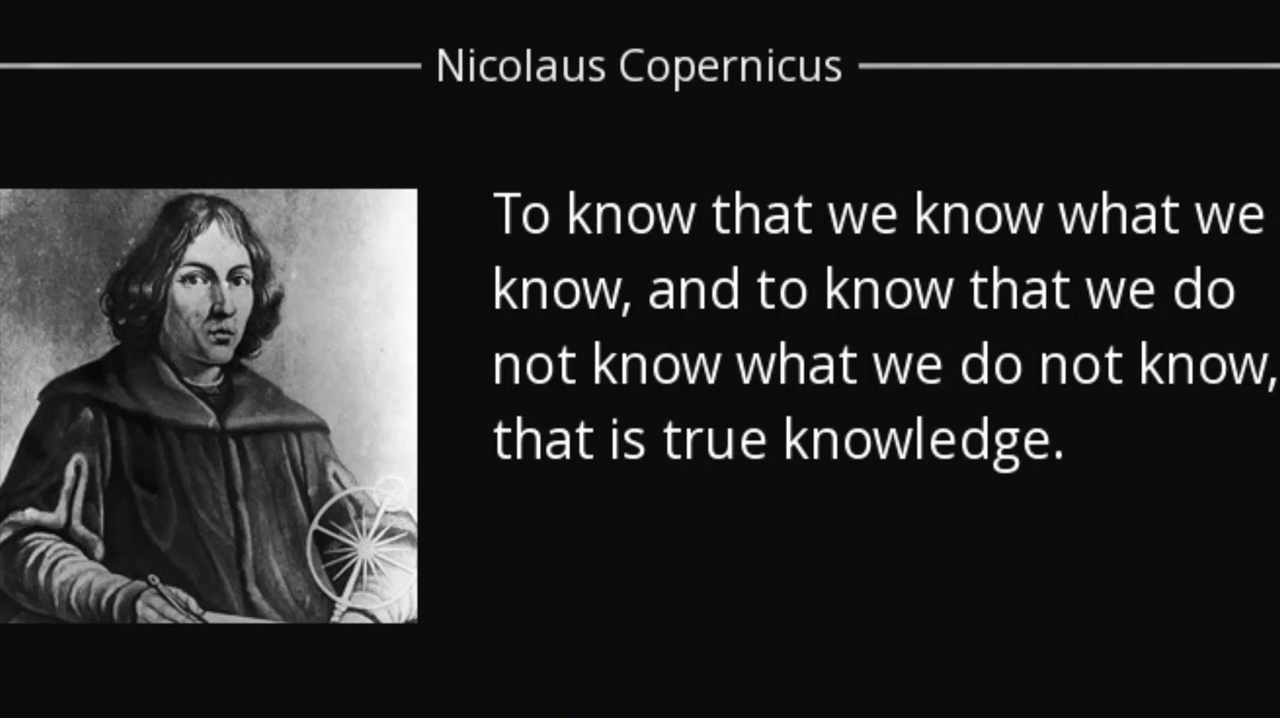 Nicolaus Copernicus
To know that we know what we
know, and to know that we do
not know what we do not know,
that is true knowledge.